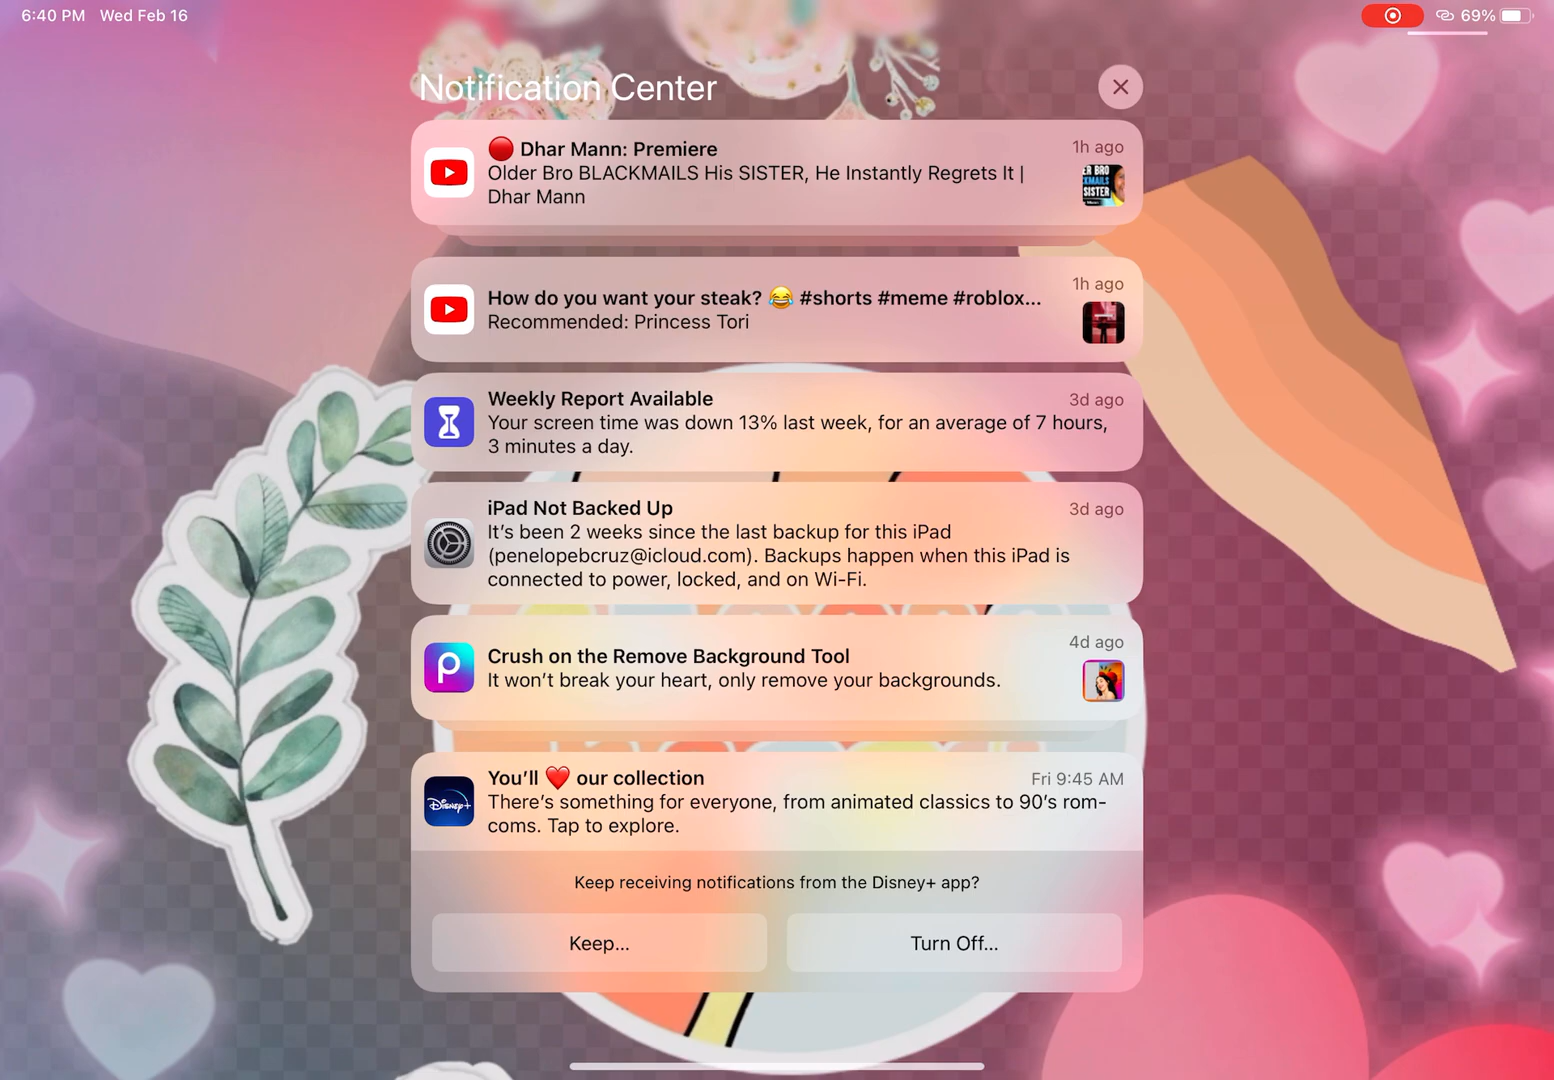 6:40 PM Wed Feb 16
69%
Notification Center
🔴 Dhar Mann: Premiere
1h ago
Older Bro BLACKMAILS His SISTER, He Instantly Regrets It |
Dhar Mann
ER BRO
KMAILS
SISTER
How do you want your steak? 😂 #shorts #meme #roblox...
1h ago
Recommended: Princess Tori
Weekly Report Available
3d ago
Your screen time was down 13% last week, for an average of 7 hours,
3 minutes a day.
iPad Not Backed Up
3d ago
It's been 2 weeks since the last backup for this iPad
(penelopebcruz@icloud.com). Backups happen when this iPad is
connected to power, locked, and on Wi-Fi.
Crush on the Remove Background Tool
4d ago
It won't break your heart, only remove your backgrounds.
You'll ❤️ our collection
Fri 9:45 AM
Disney+
There's something for everyone, from animated classics to 90's rom-
coms. Tap to explore.
Keep receiving notifications from the Disney+ app?
Keep...
Turn Off...